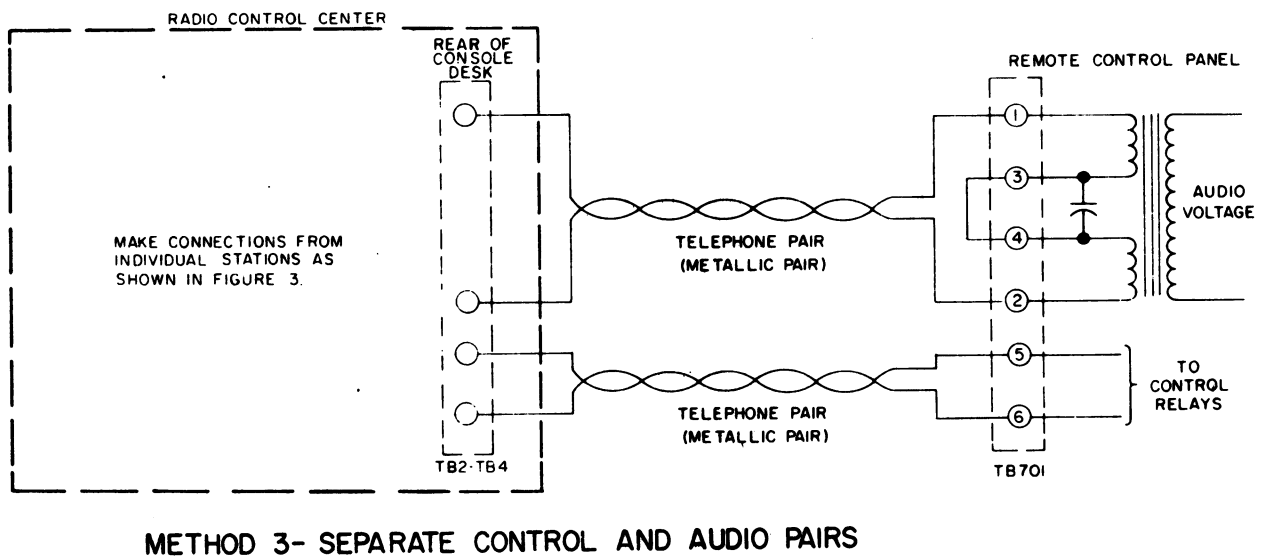 RADIO CONTROL CENTER
REAR OF
CONSOLE
DESK
REMOTE CONTROL PANEL
1
3
4
2
5
6
AUDIO
VOLTAGE
MAKE CONNECTIONS FROM
INDIVIDUAL STATIONS AS
SHOWN IN FIGURE 3.
TELEPHONE PAIR
(METALLIC PAIR)
TELEPHONE PAIR
(METALLIC PAIR)
TO
CONTROL
RELAYS
TB2-TB4
TB701
METHOD 3- SEPARATE CONTROL AND AUDIO PAIRS